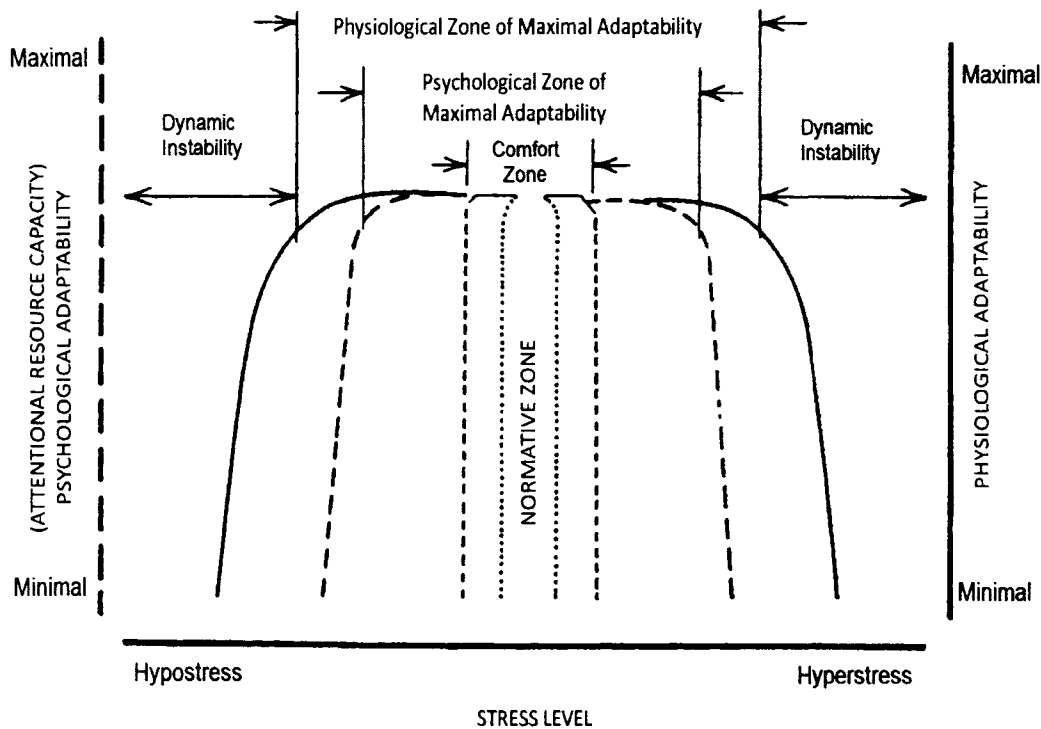 Physiological Zone of Maximal Adaptability
Maximal
Maximal
Psychological Zone of
Maximal Adaptability
Dynamic
Instability
Dynamic
Instability
Comfort
Zone
(ATTENTIONAL RESOURCE CAPACITY)
PSYCHOLOGICAL ADAPTABILITY
NORMATIVE ZONE
PHYSIOLOGICAL ADAPTABILITY
Minimal
Minimal
Hypostress
Hyperstress
STRESS LEVEL